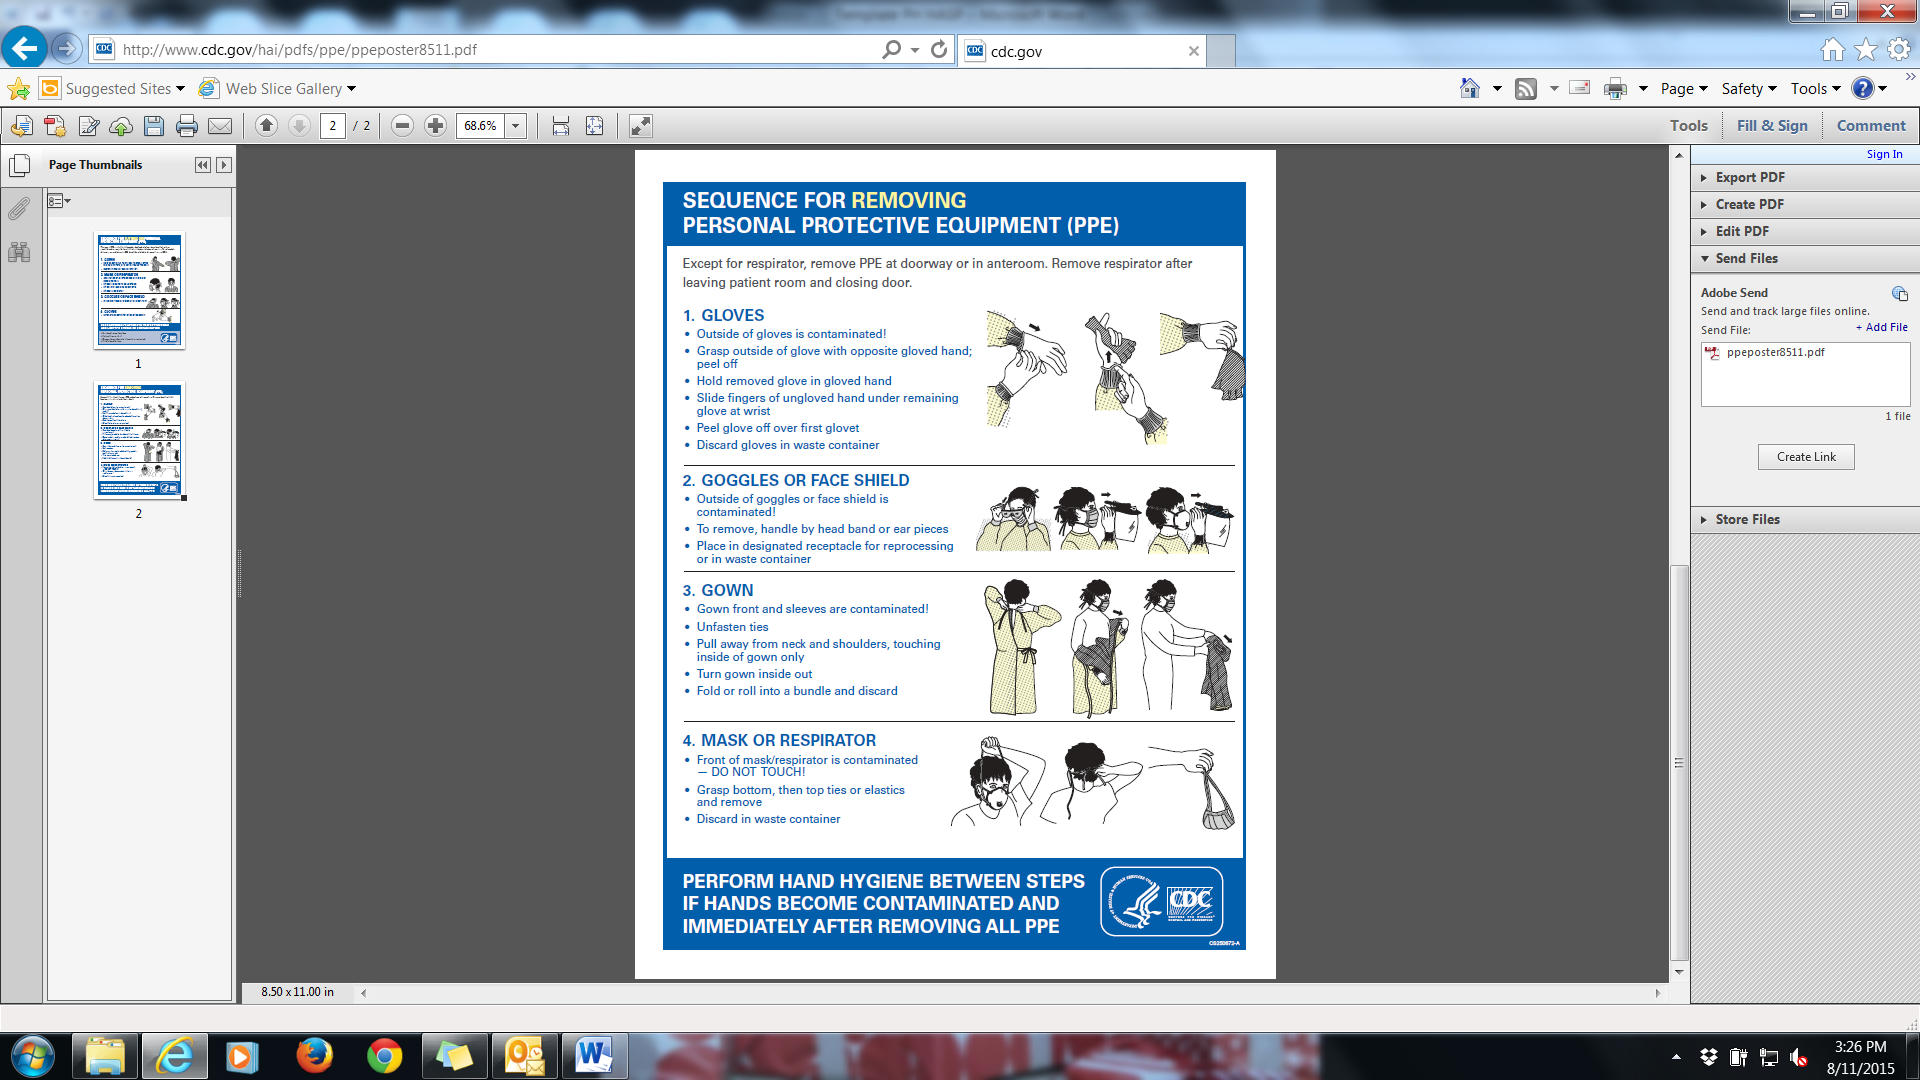 http://www.cdc.gov/hai/pdfs/ppe/ppeposter8511.pdf
cdc.gov
Suggested Sites
Web Slice Gallery
Page
Safety
Tools
2 / 2
68.6%
Tools
Fill & Sign
Comment
Page Thumbnails
1
2
SEQUENCE FOR REMOVING
PERSONAL PROTECTIVE EQUIPMENT (PPE)
Except for respirator, remove PPE at doorway or in anteroom. Remove respirator after
leaving patient room and closing door.
1. GLOVES
• Outside of gloves is contaminated!
• Grasp outside of glove with opposite gloved hand;
peel off
• Hold removed glove in gloved hand
• Slide fingers of ungloved hand under remaining
glove at wrist
• Peel glove off over first glovet
• Discard gloves in waste container
2. GOGGLES OR FACE SHIELD
• Outside of goggles or face shield is
contaminated!
• To remove, handle by head band or ear pieces
• Place in designated receptacle for reprocessing
or in waste container
3. GOWN
• Gown front and sleeves are contaminated!
• Unfasten ties
• Pull away from neck and shoulders, touching
inside of gown only
• Turn gown inside out
• Fold or roll into a bundle and discard
4. MASK OR RESPIRATOR
• Front of mask/respirator is contaminated
— DO NOT TOUCH!
• Grasp bottom, then top ties or elastics
and remove
• Discard in waste container
PERFORM HAND HYGIENE BETWEEN STEPS
IF HANDS BECOME CONTAMINATED AND
IMMEDIATELY AFTER REMOVING ALL PPE
CDC
8.50 x 11.00 in
Sign In
Export PDF
Create PDF
Edit PDF
Send Files
Adobe Send
Send and track large files online.
Send File:
+ Add File
ppeposter8511.pdf
1 file
Create Link
Store Files
3:26 PM
8/11/2015